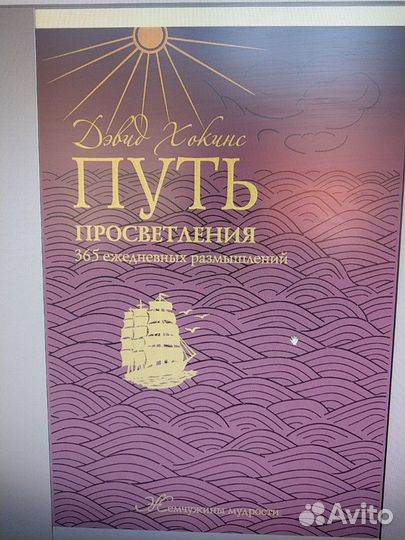 Дэвид Хокинс
ПУТЬ
ПРОСВЕТЛЕНИЯ
365 ежедневных размышлений
Жемчужины мудрости
Avito